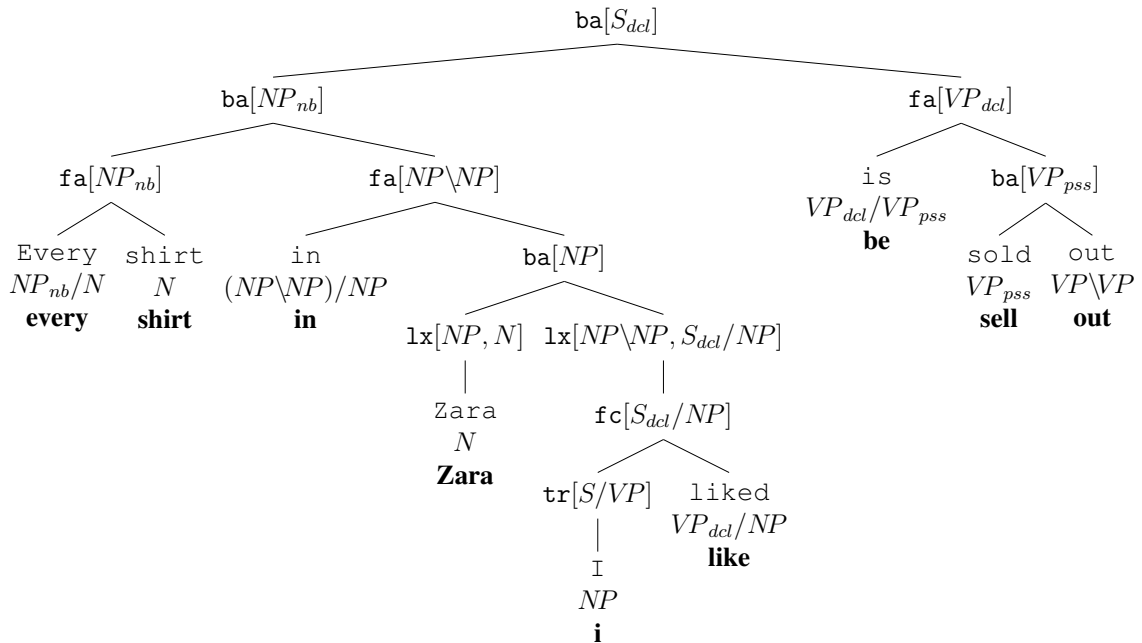 ba[S_dcl]
ba[NP_nb] fa[VP_dcl]
fa[NP_nb] fa[NP\NP] is ba[VP_pss]
VP_dcl/VP_pss
be
Every shirt in ba[NP] sold out
NP_nb/N N (NP\NP)/NP VP_pss VP\VP
every shirt in sell out
lx[NP, N] lx[NP\NP, S_dcl/NP]
Zara fc[S_dcl/NP]
N
Zara
tr[S/VP] liked
VP_dcl/NP
like
I
NP
i